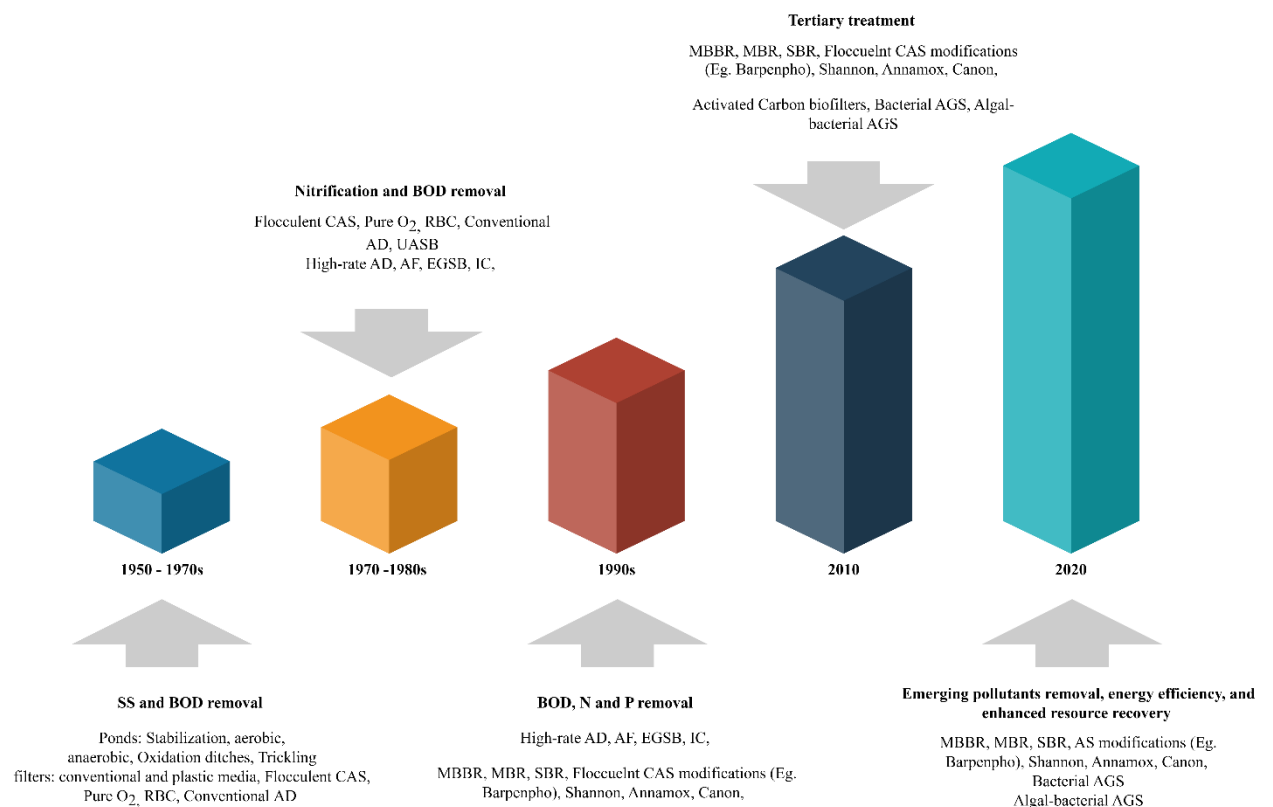 Tertiary treatment
MBBR, MBR, SBR, Floccuelnt CAS modifications
(Eg. Barpenpho), Shannon, Annamox, Canon,
Activated Carbon biofilters, Bacterial AGS, Algal-
bacterial AGS
Nitrification and BOD removal
Flocculent CAS, Pure O2, RBC, Conventional
AD, UASB
High-rate AD, AF, EGSB, IC,
1950 - 1970s
1970 -1980s
1990s
2010
2020
SS and BOD removal
Ponds: Stabilization, aerobic,
anaerobic, Oxidation ditches, Trickling
filters: conventional and plastic media, Flocculent CAS,
Pure O2, RBC, Conventional AD
BOD, N and P removal
High-rate AD, AF, EGSB, IC,
MBBR, MBR, SBR, Floccuelnt CAS modifications (Eg.
Barpenpho), Shannon, Annamox, Canon,
Emerging pollutants removal, energy efficiency, and
enhanced resource recovery
MBBR, MBR, SBR, AS modifications (Eg.
Barpenpho), Shannon, Annamox, Canon,
Bacterial AGS
Algal-bacterial AGS